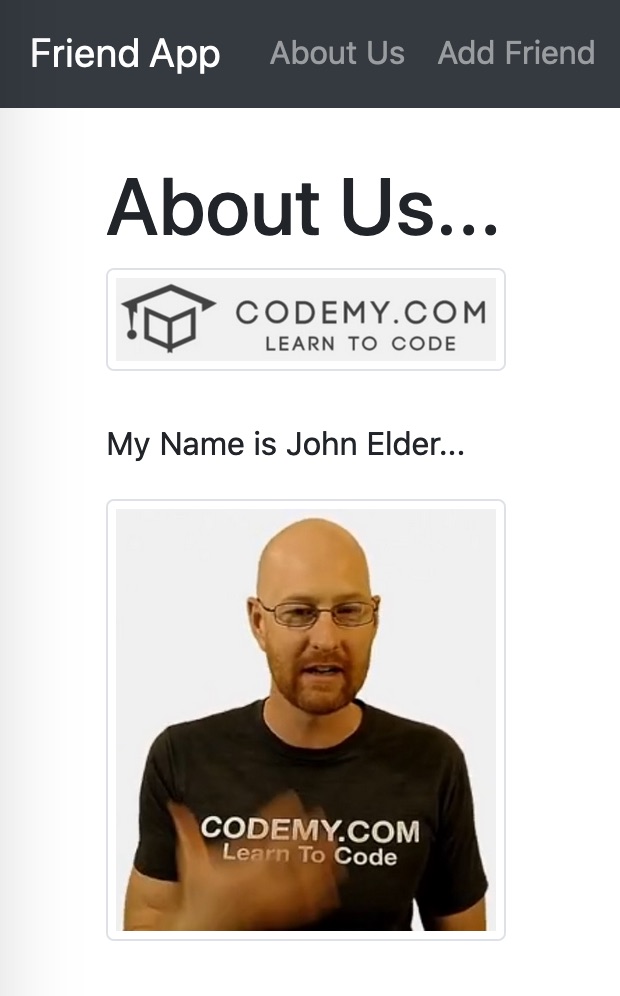 Friend App About Us Add Friend
About Us...
CODEMY.COM
LEARN TO CODE
My Name is John Elder...
CODEMY.COM
Learn To Code